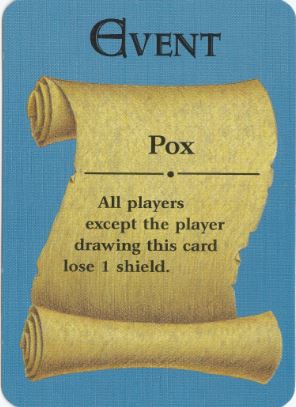 EVENT
Pox
All players
except the player
drawing this card
lose 1 shield.